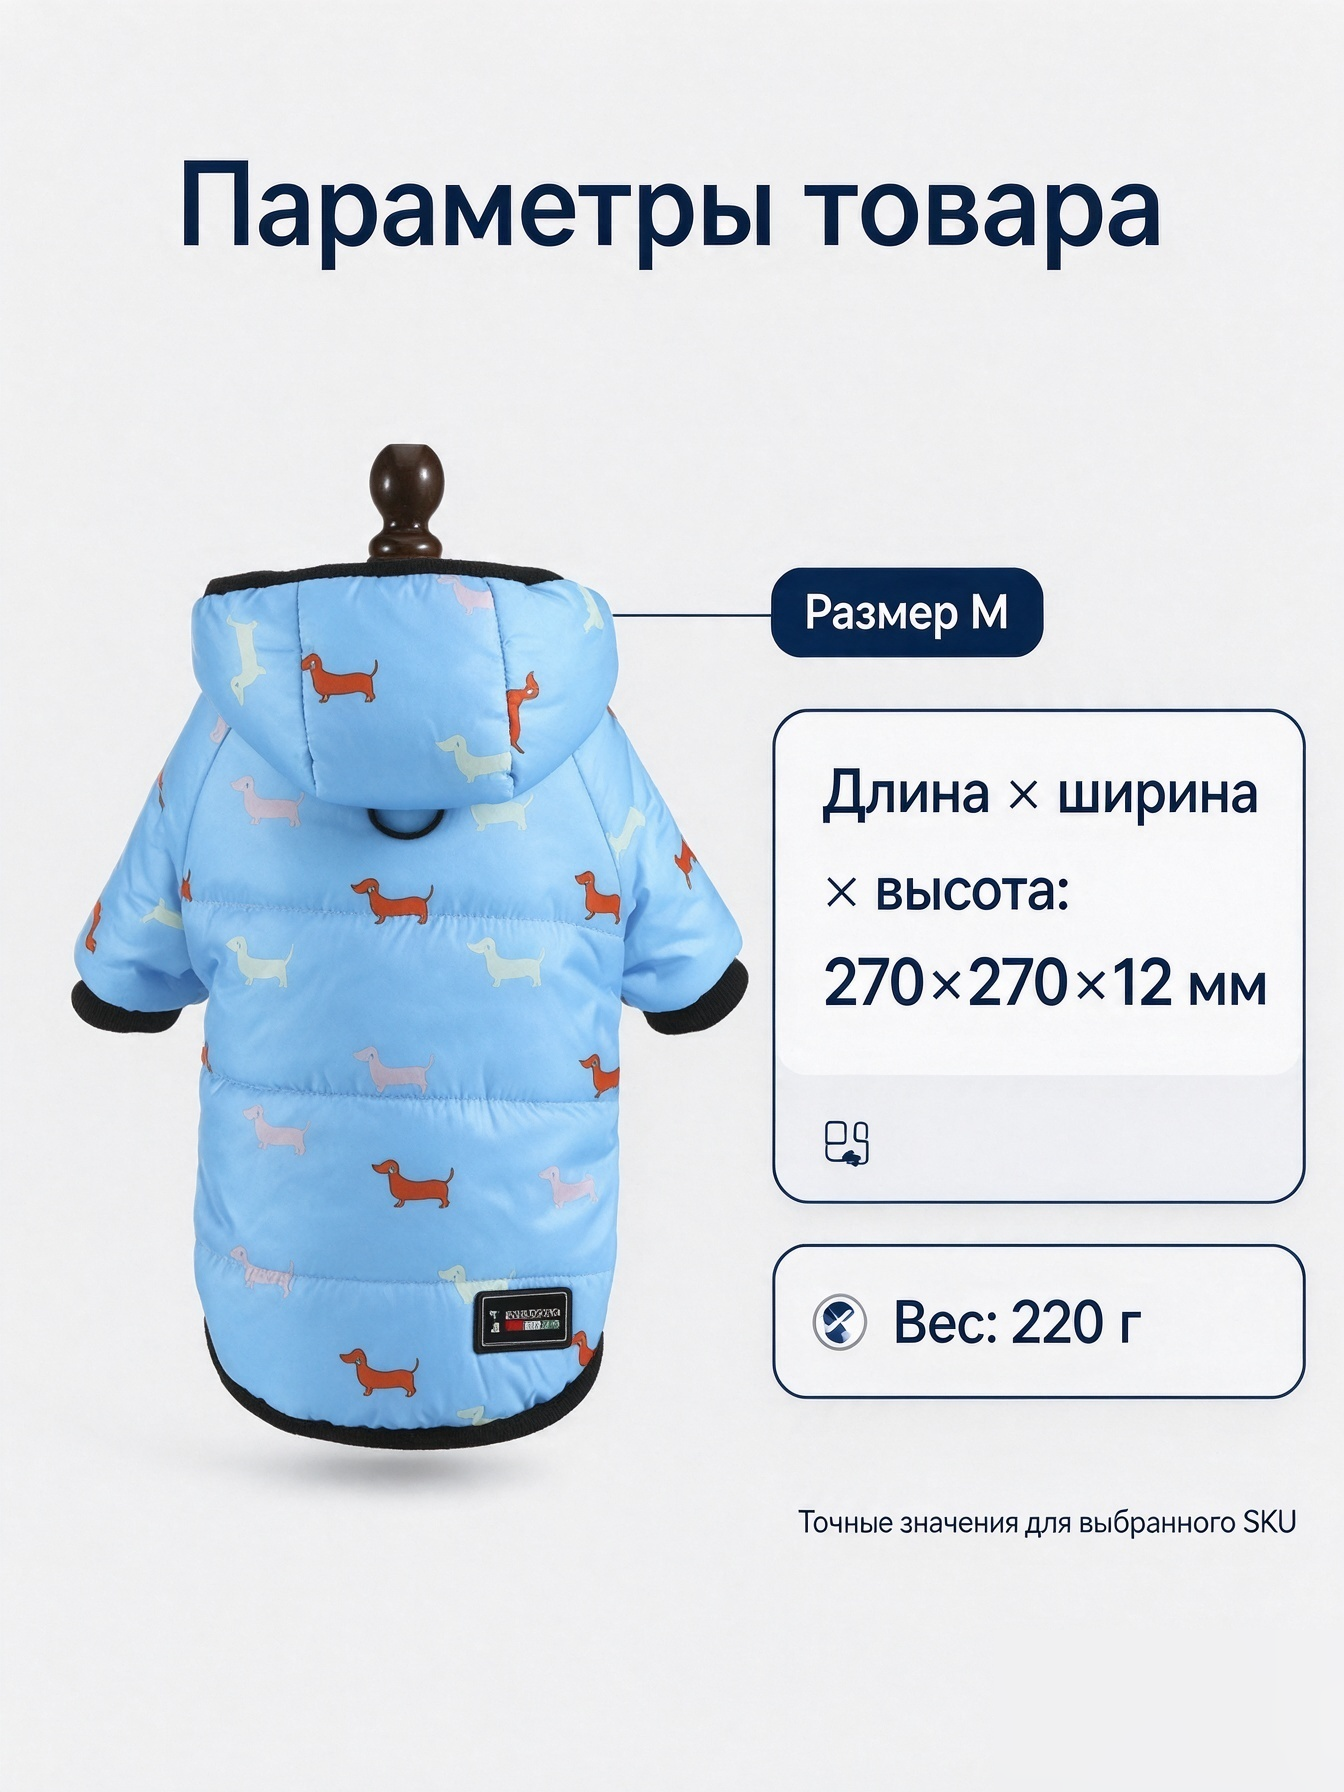 Параметры товара
Размер M
Длина × ширина
× высота:
270×270×12 мм
Вес: 220 г
Точные значения для выбранного SKU